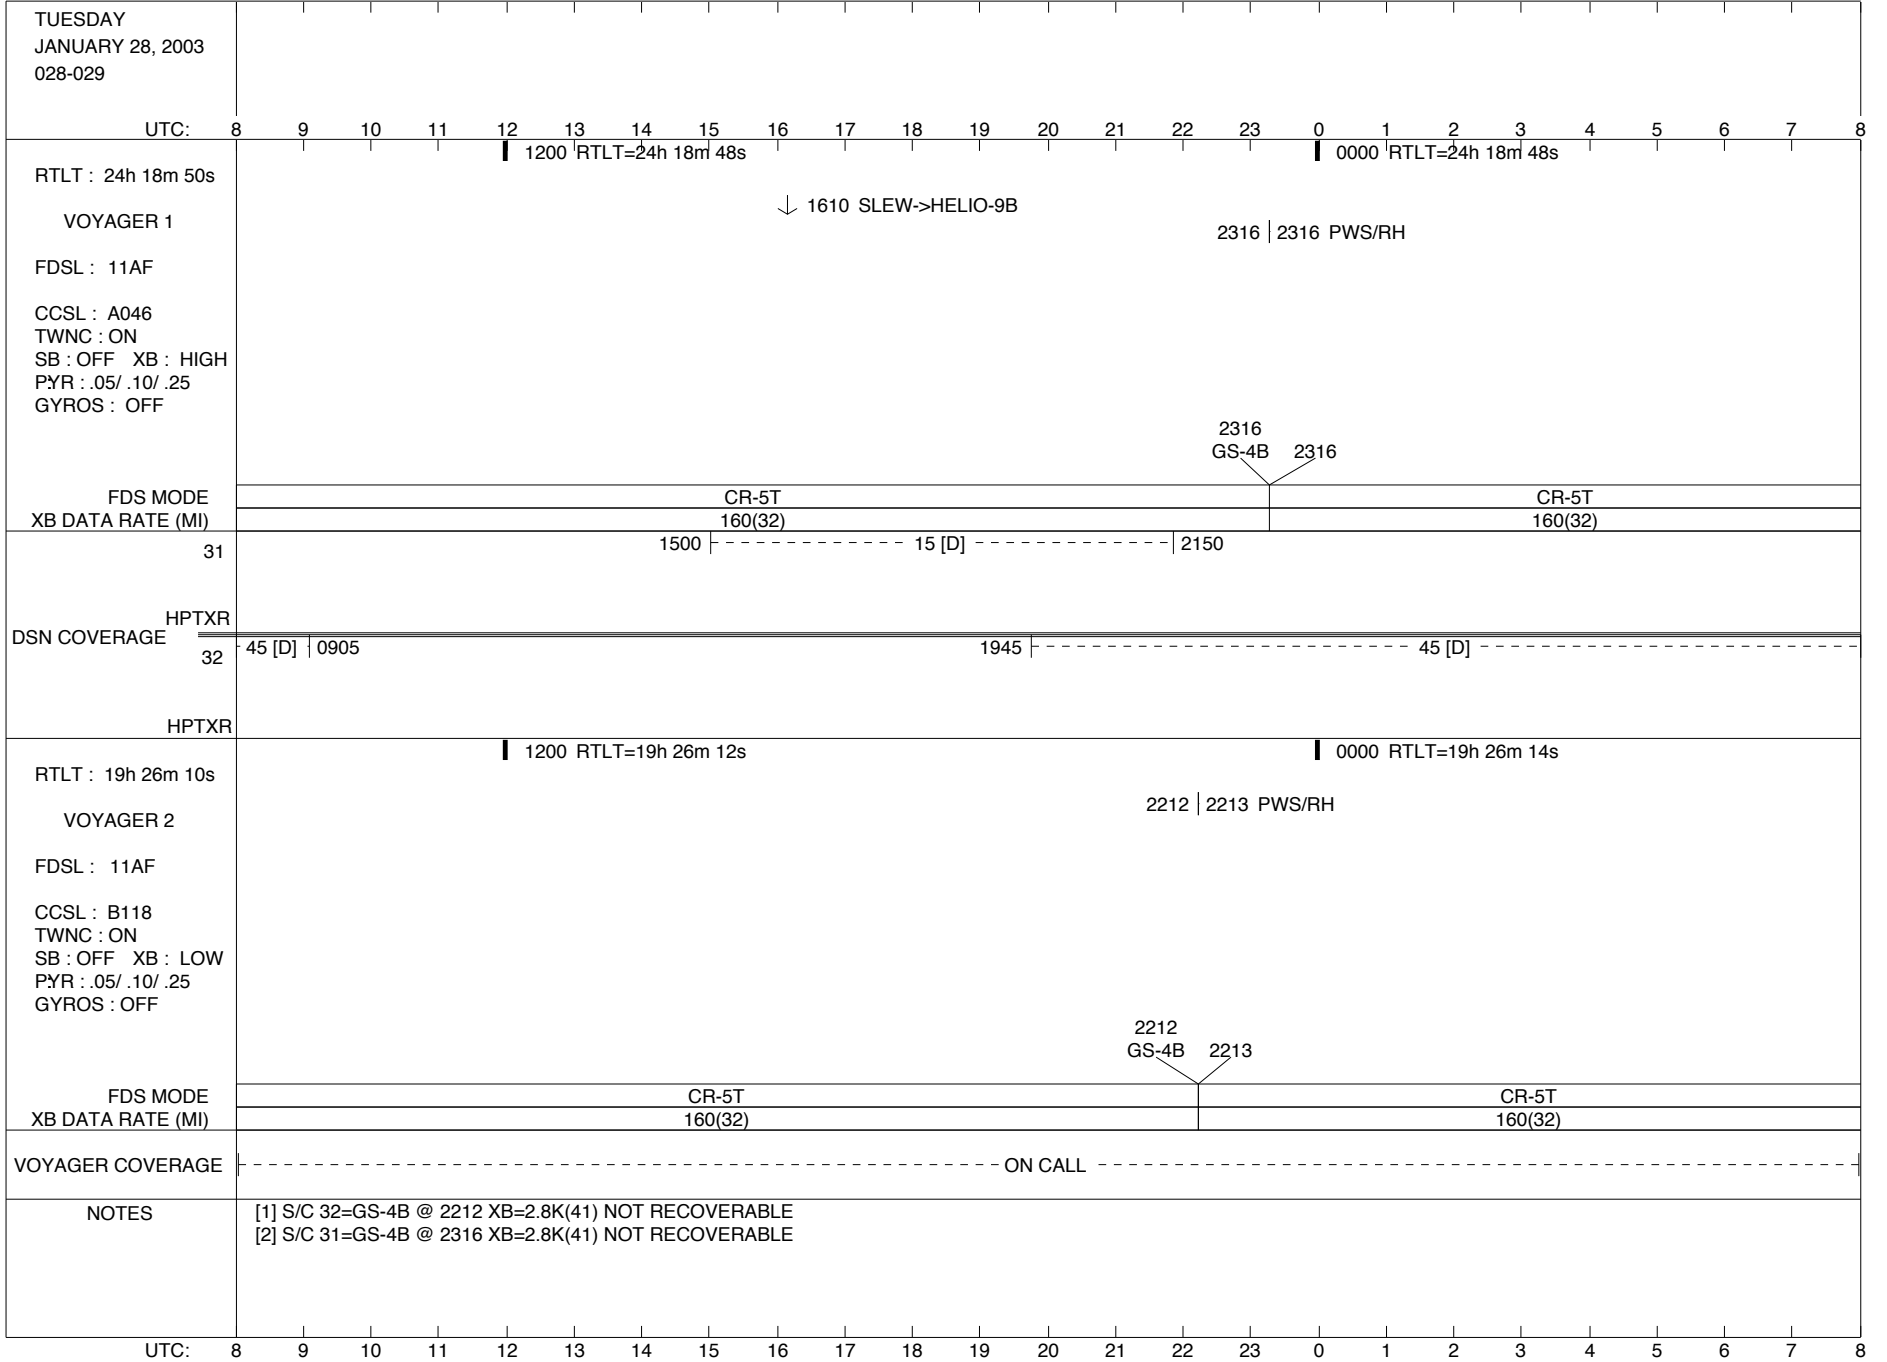 TUESDAY
JANUARY 28, 2003
028-029
UTC: 8 9 10 11 12 13 14 15 16 17 18 19 20 21 22 23 0 1 2 3 4 5 6 7 8
1200 RTLT=24h 18m 48s 0000 RTLT=24h 18m 48s
RTLT : 24h 18m 50s
1610 SLEW->HELIO-9B
VOYAGER 1
2316 2316 PWS/RH
FDSL : 11AF
CCSL : A046
TWNC : ON
SB : OFF XB : HIGH
P:YR : .05/ .10/ .25
GYROS : OFF
2316
GS-4B 2316
FDS MODE CR-5T CR-5T
XB DATA RATE (MI) 160(32) 160(32)
31 1500 15 [D] 2150
HPTXR
DSN COVERAGE
32 45 [D] 0905 1945 45 [D]
HPTXR
1200 RTLT=19h 26m 12s 0000 RTLT=19h 26m 14s
RTLT : 19h 26m 10s
2212 2213 PWS/RH
VOYAGER 2
FDSL : 11AF
CCSL : B118
TWNC : ON
SB : OFF XB : LOW
P:YR : .05/ .10/ .25
GYROS : OFF
2212
GS-4B 2213
FDS MODE CR-5T CR-5T
XB DATA RATE (MI) 160(32) 160(32)
VOYAGER COVERAGE ON CALL
NOTES [1] S/C 32=GS-4B @ 2212 XB=2.8K(41) NOT RECOVERABLE
[2] S/C 31=GS-4B @ 2316 XB=2.8K(41) NOT RECOVERABLE
UTC: 8 9 10 11 12 13 14 15 16 17 18 19 20 21 22 23 0 1 2 3 4 5 6 7 8